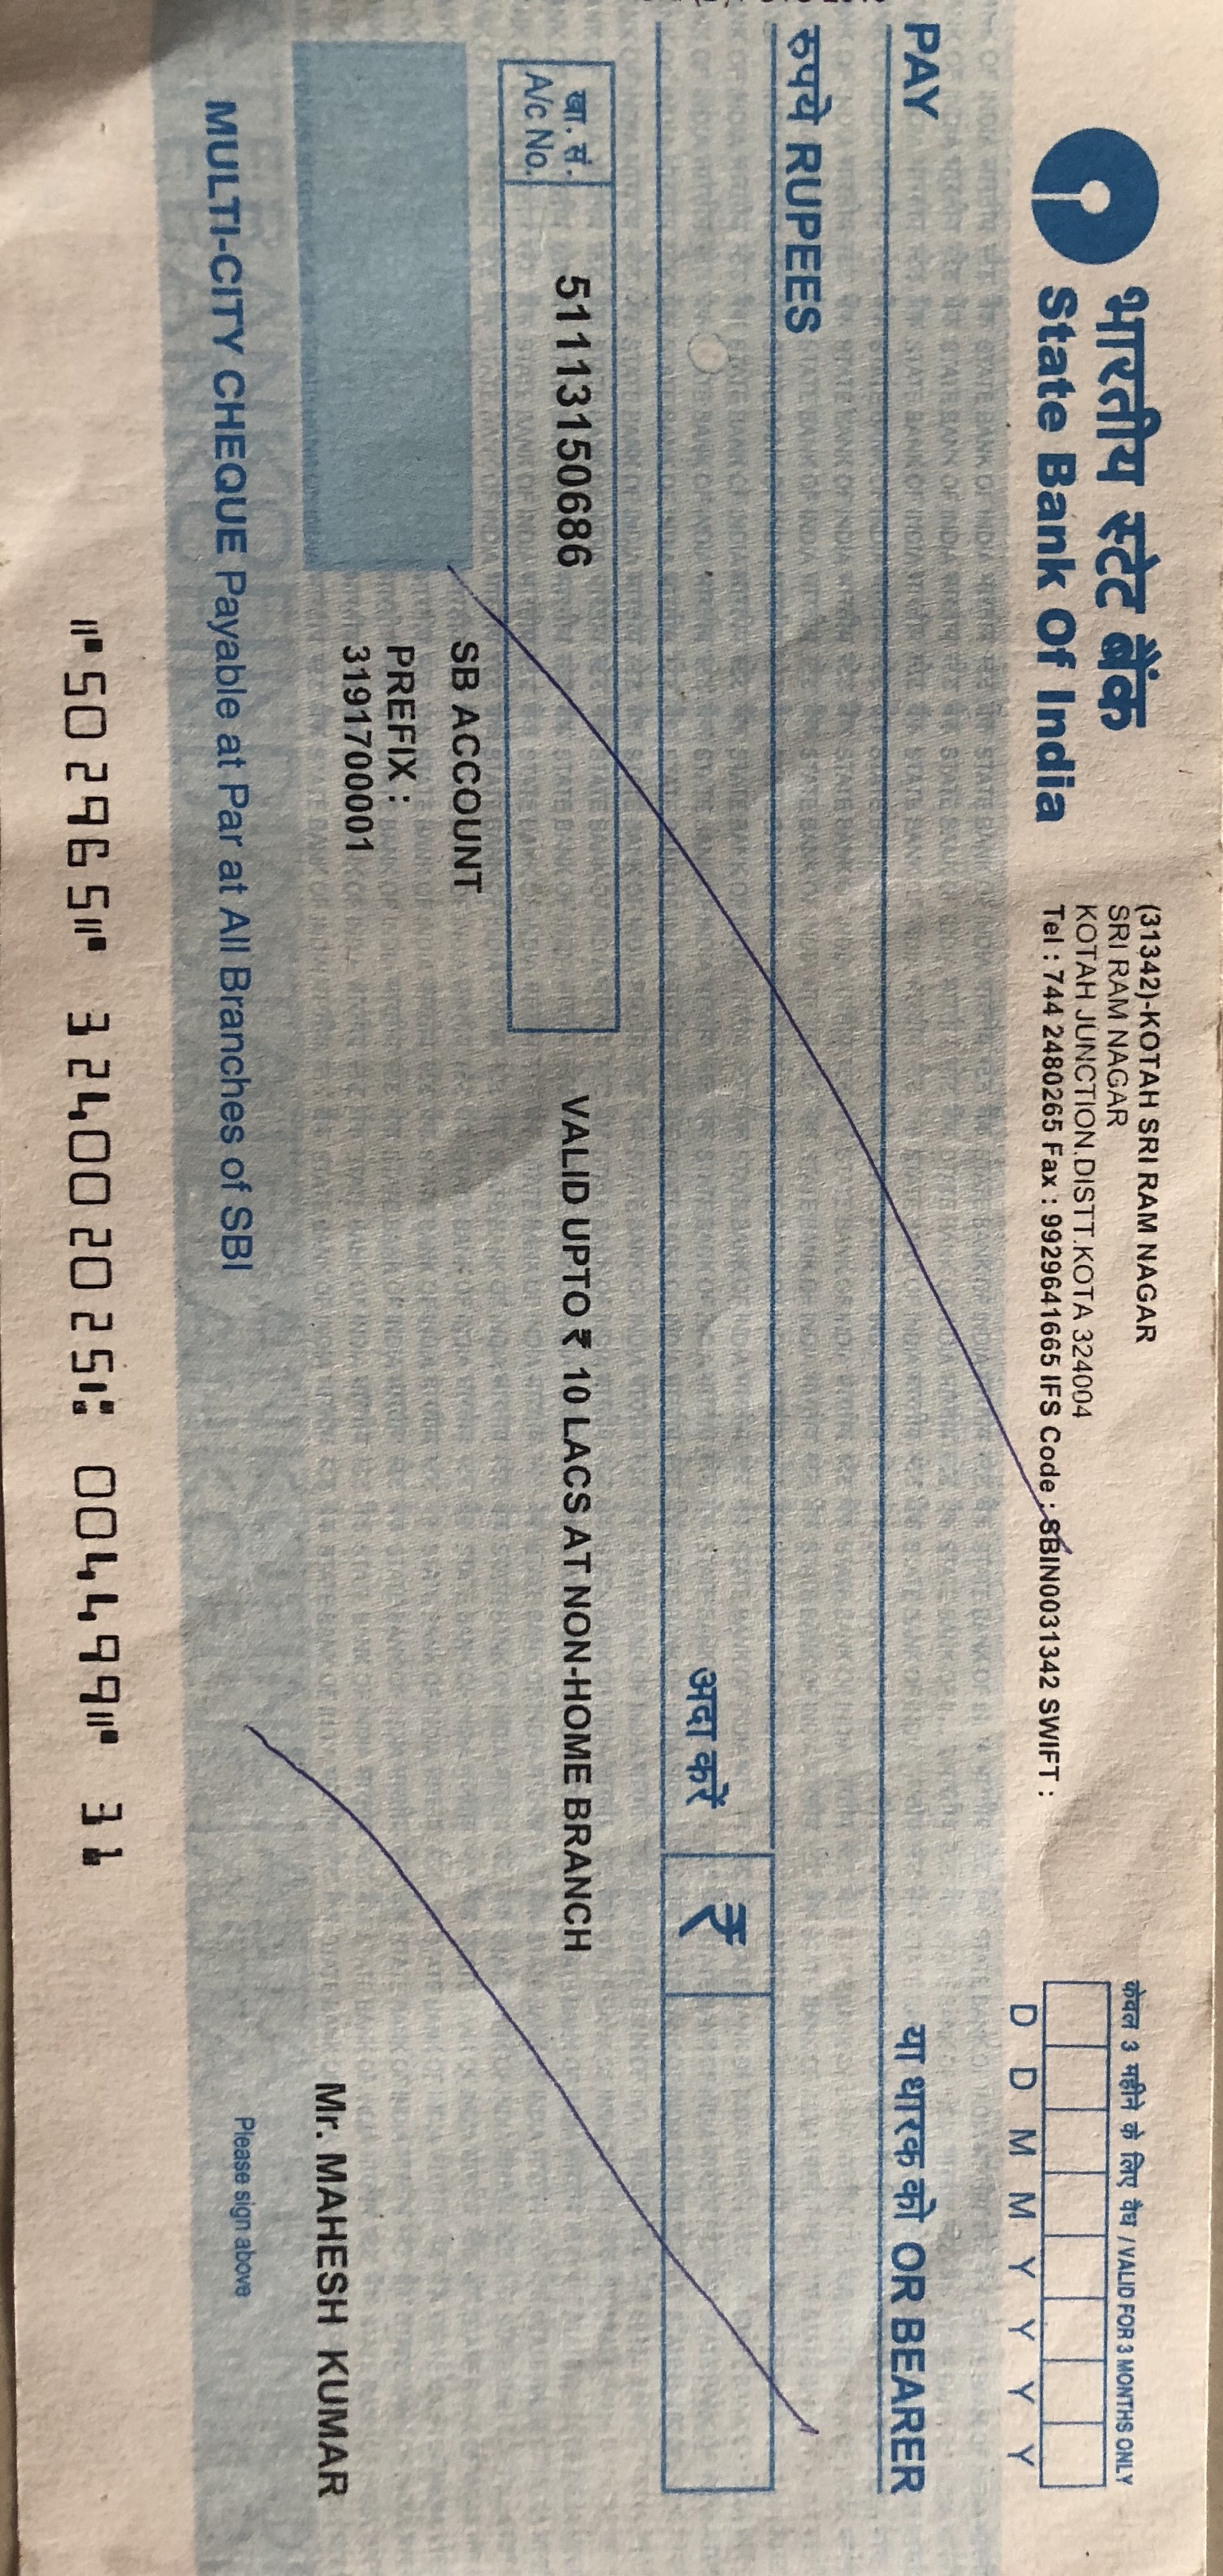 भारतीय स्टेट बैंक
State Bank Of India
(31342)-KOTAH SRI RAM NAGAR
SRI RAM NAGAR
KOTAH JUNCTION.DISTT.KOTA 324004
Tel : 744 2480265 Fax : 9929641665 IFS Code : SBIN0031342 SWIFT :
केवल 3 महीने के लिए वैध / VALID FOR 3 MONTHS ONLY
D D M M Y Y Y Y
PAY
या धारक को OR BEARER
रुपये RUPEES
अदा करें
₹
खा. सं.
A/c No.
51113150686
VALID UPTO ₹ 10 LACS AT NON-HOME BRANCH
SB ACCOUNT
PREFIX :
3191700001
Mr. MAHESH KUMAR
MULTI-CITY CHEQUE Payable at Par at All Branches of SBI
Please sign above
⑈502965⑈ 324002025⑆ 004499⑈ 31